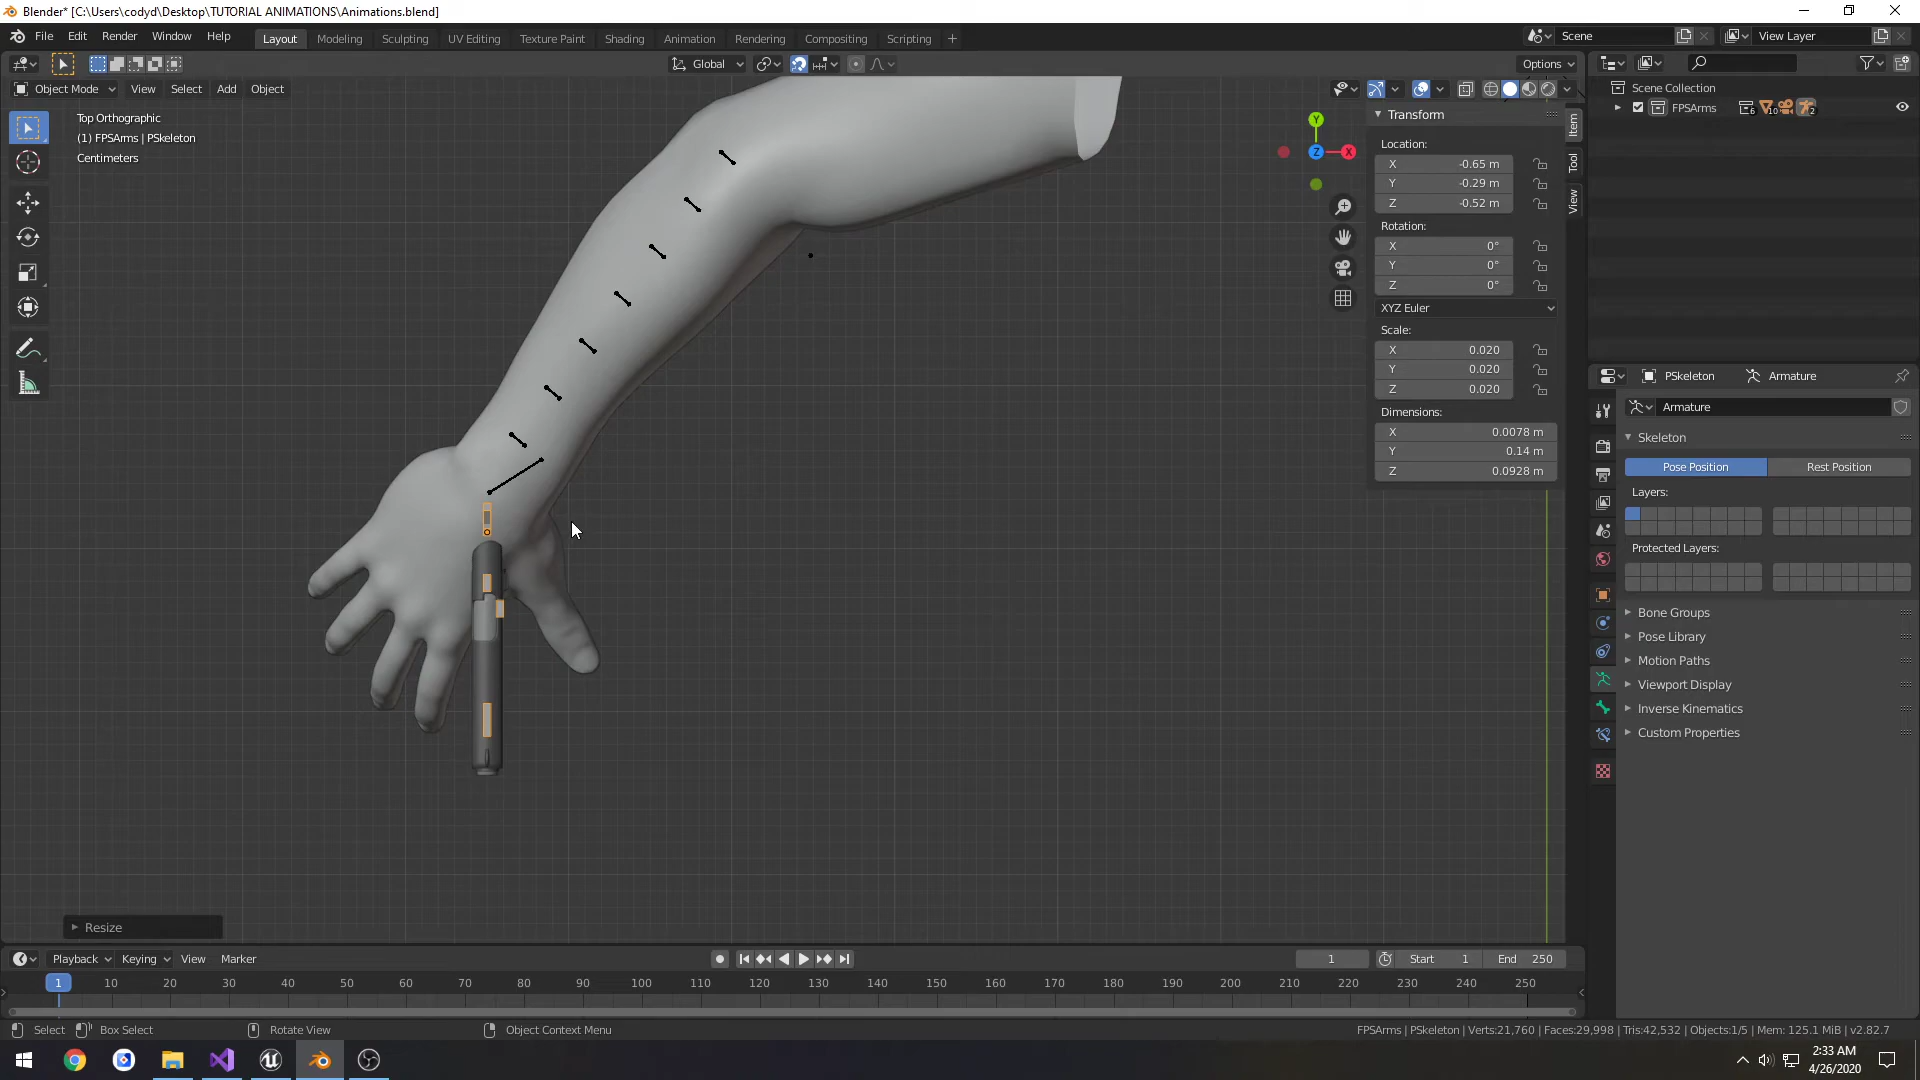 Blender* [C:\Users\codyd\Desktop\TUTORIAL ANIMATIONS\Animations.blend]
File Edit Render Window Help
Layout Modeling Sculpting UV Editing Texture Paint Shading Animation Rendering Compositing Scripting +
Scene
View Layer
Global
Options
Object Mode View Select Add Object
Top Orthographic
(1) FPSArms | PSkeleton
Centimeters
Y
Z
X
Item
Tool
View
Transform
Location:
X -0.65 m
Y -0.29 m
Z -0.52 m
Rotation:
X 0°
Y 0°
Z 0°
XYZ Euler
Scale:
X 0.020
Y 0.020
Z 0.020
Dimensions:
X 0.0078 m
Y 0.14 m
Z 0.0928 m
Scene Collection
FPSArms 6 10 2
PSkeleton Armature
Armature
Skeleton
Pose Position Rest Position
Layers:
Protected Layers:
Bone Groups
Pose Library
Motion Paths
Viewport Display
Inverse Kinematics
Custom Properties
Resize
Playback Keying View Marker
1 Start 1 End 250
1 10 20 30 40 50 60 70 80 90 100 110 120 130 140 150 160 170 180 190 200 210 220 230 240 250
Select Box Select Rotate View Object Context Menu
FPSArms | PSkeleton | Verts:21,760 | Faces:29,998 | Tris:42,532 | Objects:1/5 | Mem: 125.1 MiB | v2.82.7
2:33 AM
4/26/2020